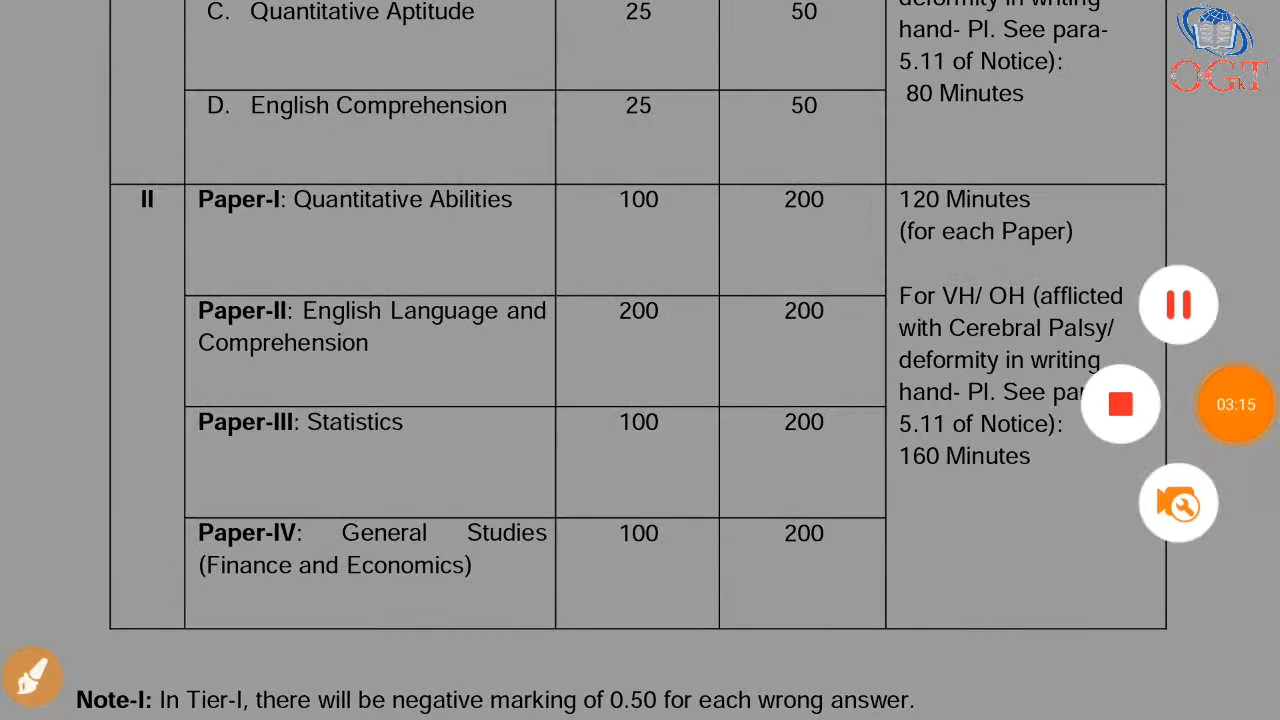 C. Quantitative Aptitude 25 50
deformity in writing
hand- Pl. See para-
5.11 of Notice):
80 Minutes
D. English Comprehension 25 50
II Paper-I: Quantitative Abilities 100 200
120 Minutes
(for each Paper)
Paper-II: English Language and
Comprehension
200 200
For VH/ OH (afflicted
with Cerebral Palsy/
deformity in writing
hand- Pl. See
5.11 of Notice):
160 Minutes
Paper-III: Statistics 100 200
Paper-IV: General Studies
(Finance and Economics)
100 200
Note-I: In Tier-I, there will be negative marking of 0.50 for each wrong answer.
OGkT
03:15